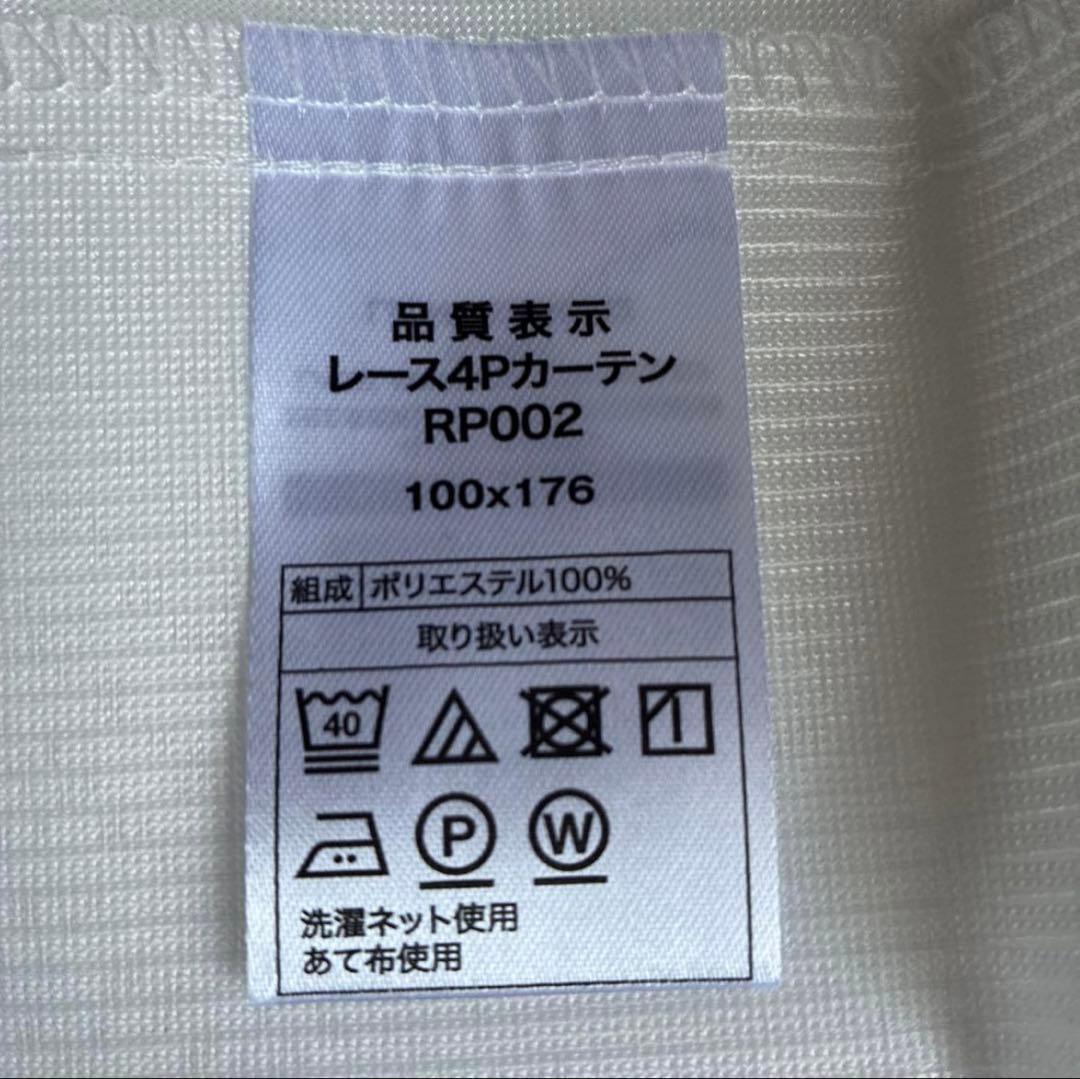 品質表示
レース4Pカーテン
RP002
100x176
組成 ポリエステル100%
取り扱い表示
40
P W
洗濯ネット使用
あて布使用